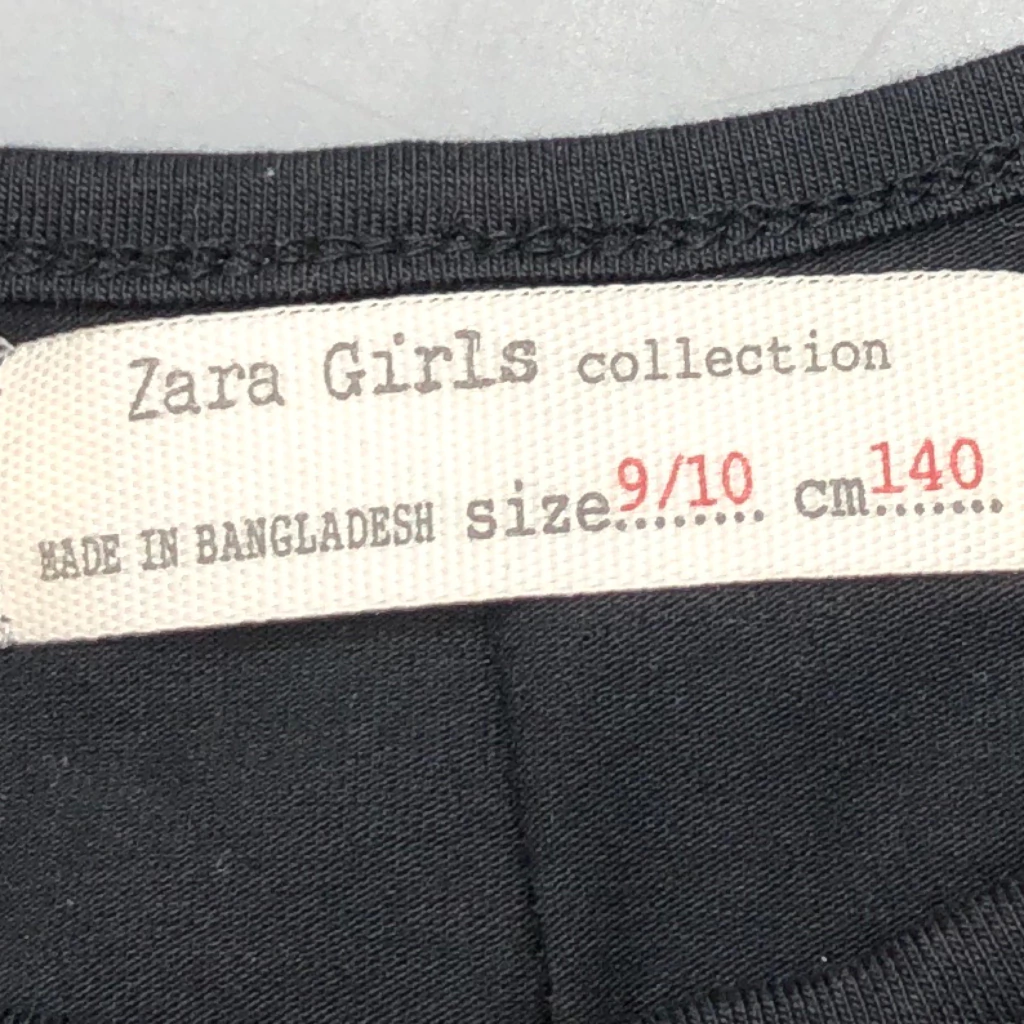 Zara Girls collection
MADE IN BANGLADESH size 9/10 cm 140